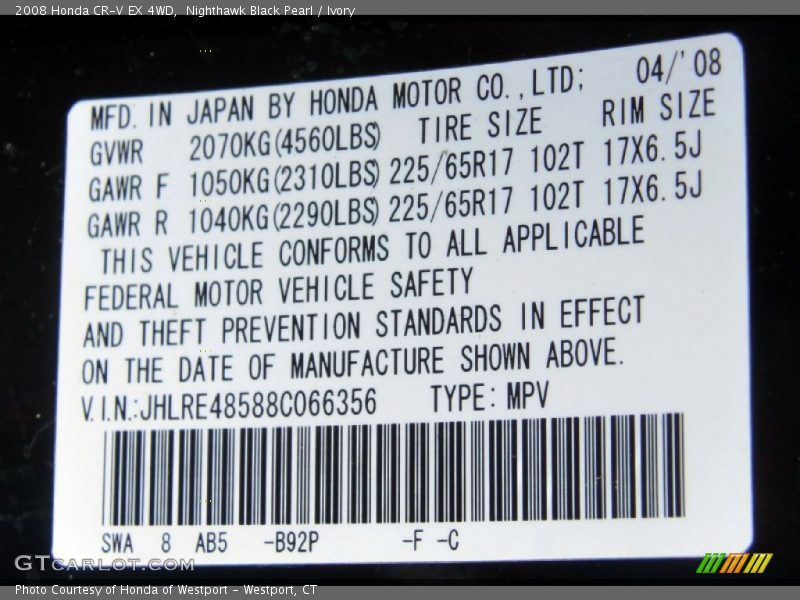 2008 Honda CR-V EX 4WD, Nighthawk Black Pearl / Ivory
MFD. IN JAPAN BY HONDA MOTOR CO.,LTD; 04/'08
GVWR 2070KG(4560LBS) TIRE SIZE RIM SIZE
GAWR F 1050KG(2310LBS) 225/65R17 102T 17X6.5J
GAWR R 1040KG(2290LBS) 225/65R17 102T 17X6.5J
THIS VEHICLE CONFORMS TO ALL APPLICABLE
FEDERAL MOTOR VEHICLE SAFETY
AND THEFT PREVENTION STANDARDS IN EFFECT
ON THE DATE OF MANUFACTURE SHOWN ABOVE.
V.I.N.:JHLRE48588C066356 TYPE: MPV
SWA 8 AB5 -B92P -F -C
GTcarlot.com
Photo Courtesy of Honda of Westport - Westport, CT